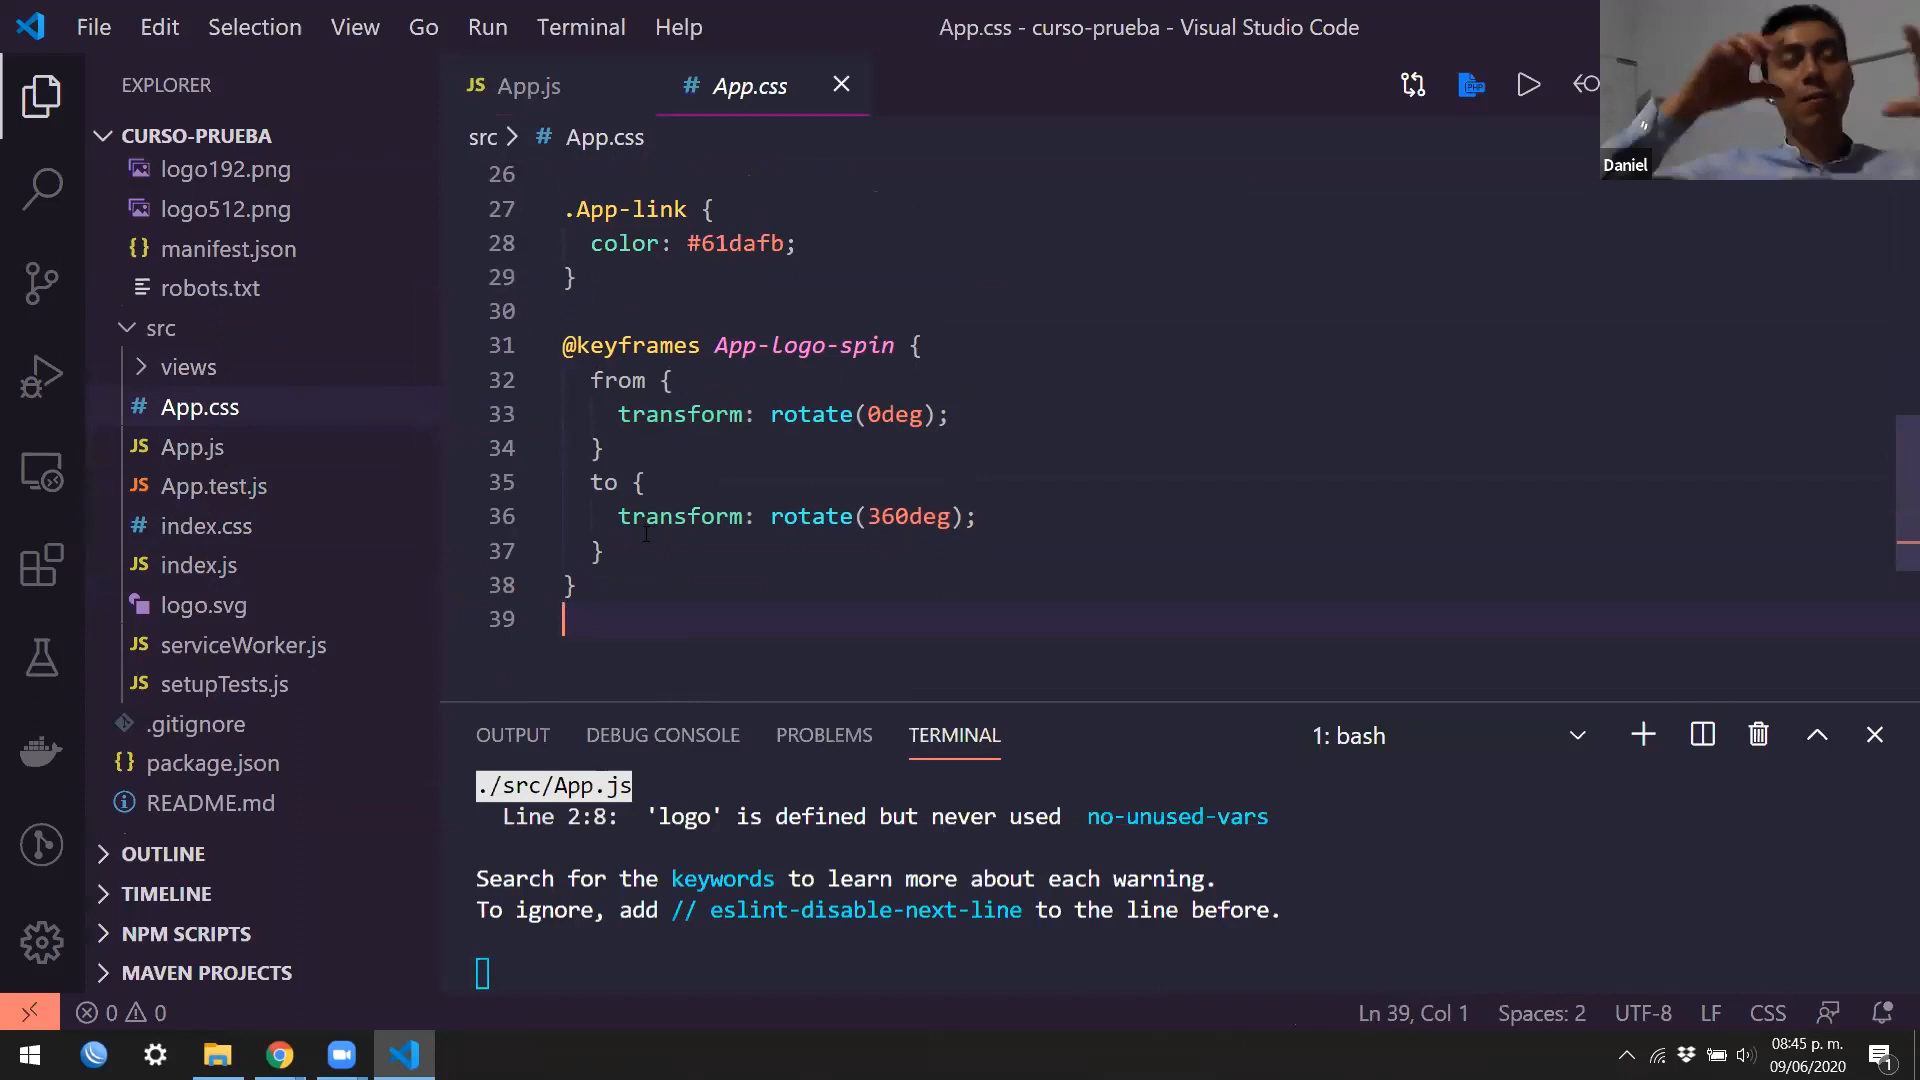 File Edit Selection View Go Run Terminal Help
App.css - curso-prueba - Visual Studio Code
Daniel
EXPLORER
CURSO-PRUEBA
logo192.png
logo512.png
{} manifest.json
robots.txt
src
views
# App.css
JS App.js
JS App.test.js
# index.css
JS index.js
logo.svg
JS serviceWorker.js
JS setupTests.js
.gitignore
{} package.json
README.md
OUTLINE
TIMELINE
NPM SCRIPTS
MAVEN PROJECTS
JS App.js
# App.css
PHP
src > # App.css
26
27 .App-link {
28 color: #61dafb;
29 }
30
31 @keyframes App-logo-spin {
32 from {
33 transform: rotate(0deg);
34 }
35 to {
36 transform: rotate(360deg);
37 }
38 }
39
OUTPUT DEBUG CONSOLE PROBLEMS TERMINAL
1: bash
./src/App.js
Line 2:8: 'logo' is defined but never used no-unused-vars
Search for the keywords to learn more about each warning.
To ignore, add // eslint-disable-next-line to the line before.
0 0
Ln 39, Col 1 Spaces: 2 UTF-8 LF CSS
08:45 p. m.
09/06/2020
1